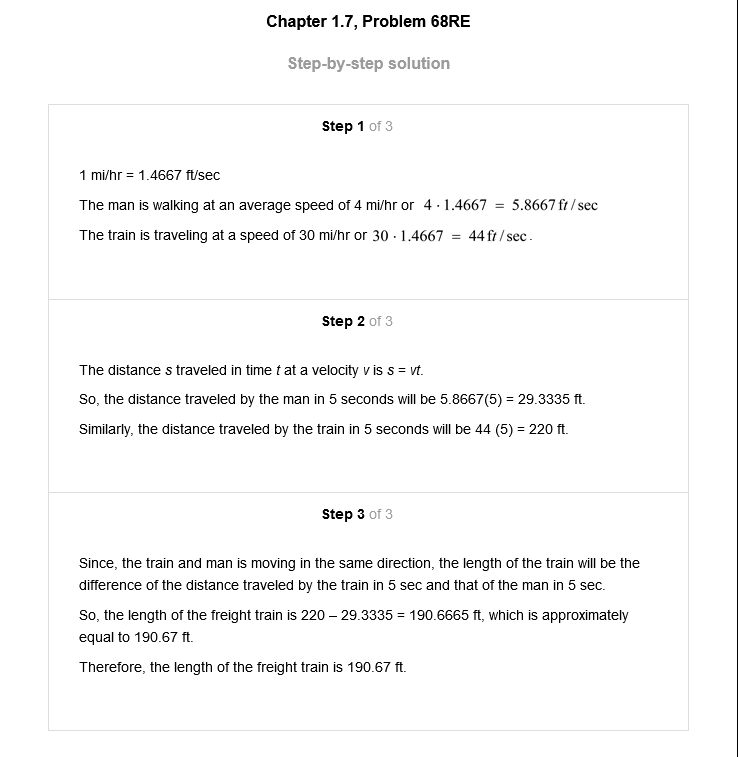 Chapter 1.7, Problem 68RE
Step-by-step solution
Step 1 of 3
1 mi/hr = 1.4667 ft/sec
The man is walking at an average speed of 4 mi/hr or 4 · 1.4667 = 5.8667 ft / sec
The train is traveling at a speed of 30 mi/hr or 30 · 1.4667 = 44 ft / sec.
Step 2 of 3
The distance s traveled in time t at a velocity v is s = vt.
So, the distance traveled by the man in 5 seconds will be 5.8667(5) = 29.3335 ft.
Similarly, the distance traveled by the train in 5 seconds will be 44 (5) = 220 ft.
Step 3 of 3
Since, the train and man is moving in the same direction, the length of the train will be the
difference of the distance traveled by the train in 5 sec and that of the man in 5 sec.
So, the length of the freight train is 220 – 29.3335 = 190.6665 ft, which is approximately
equal to 190.67 ft.
Therefore, the length of the freight train is 190.67 ft.